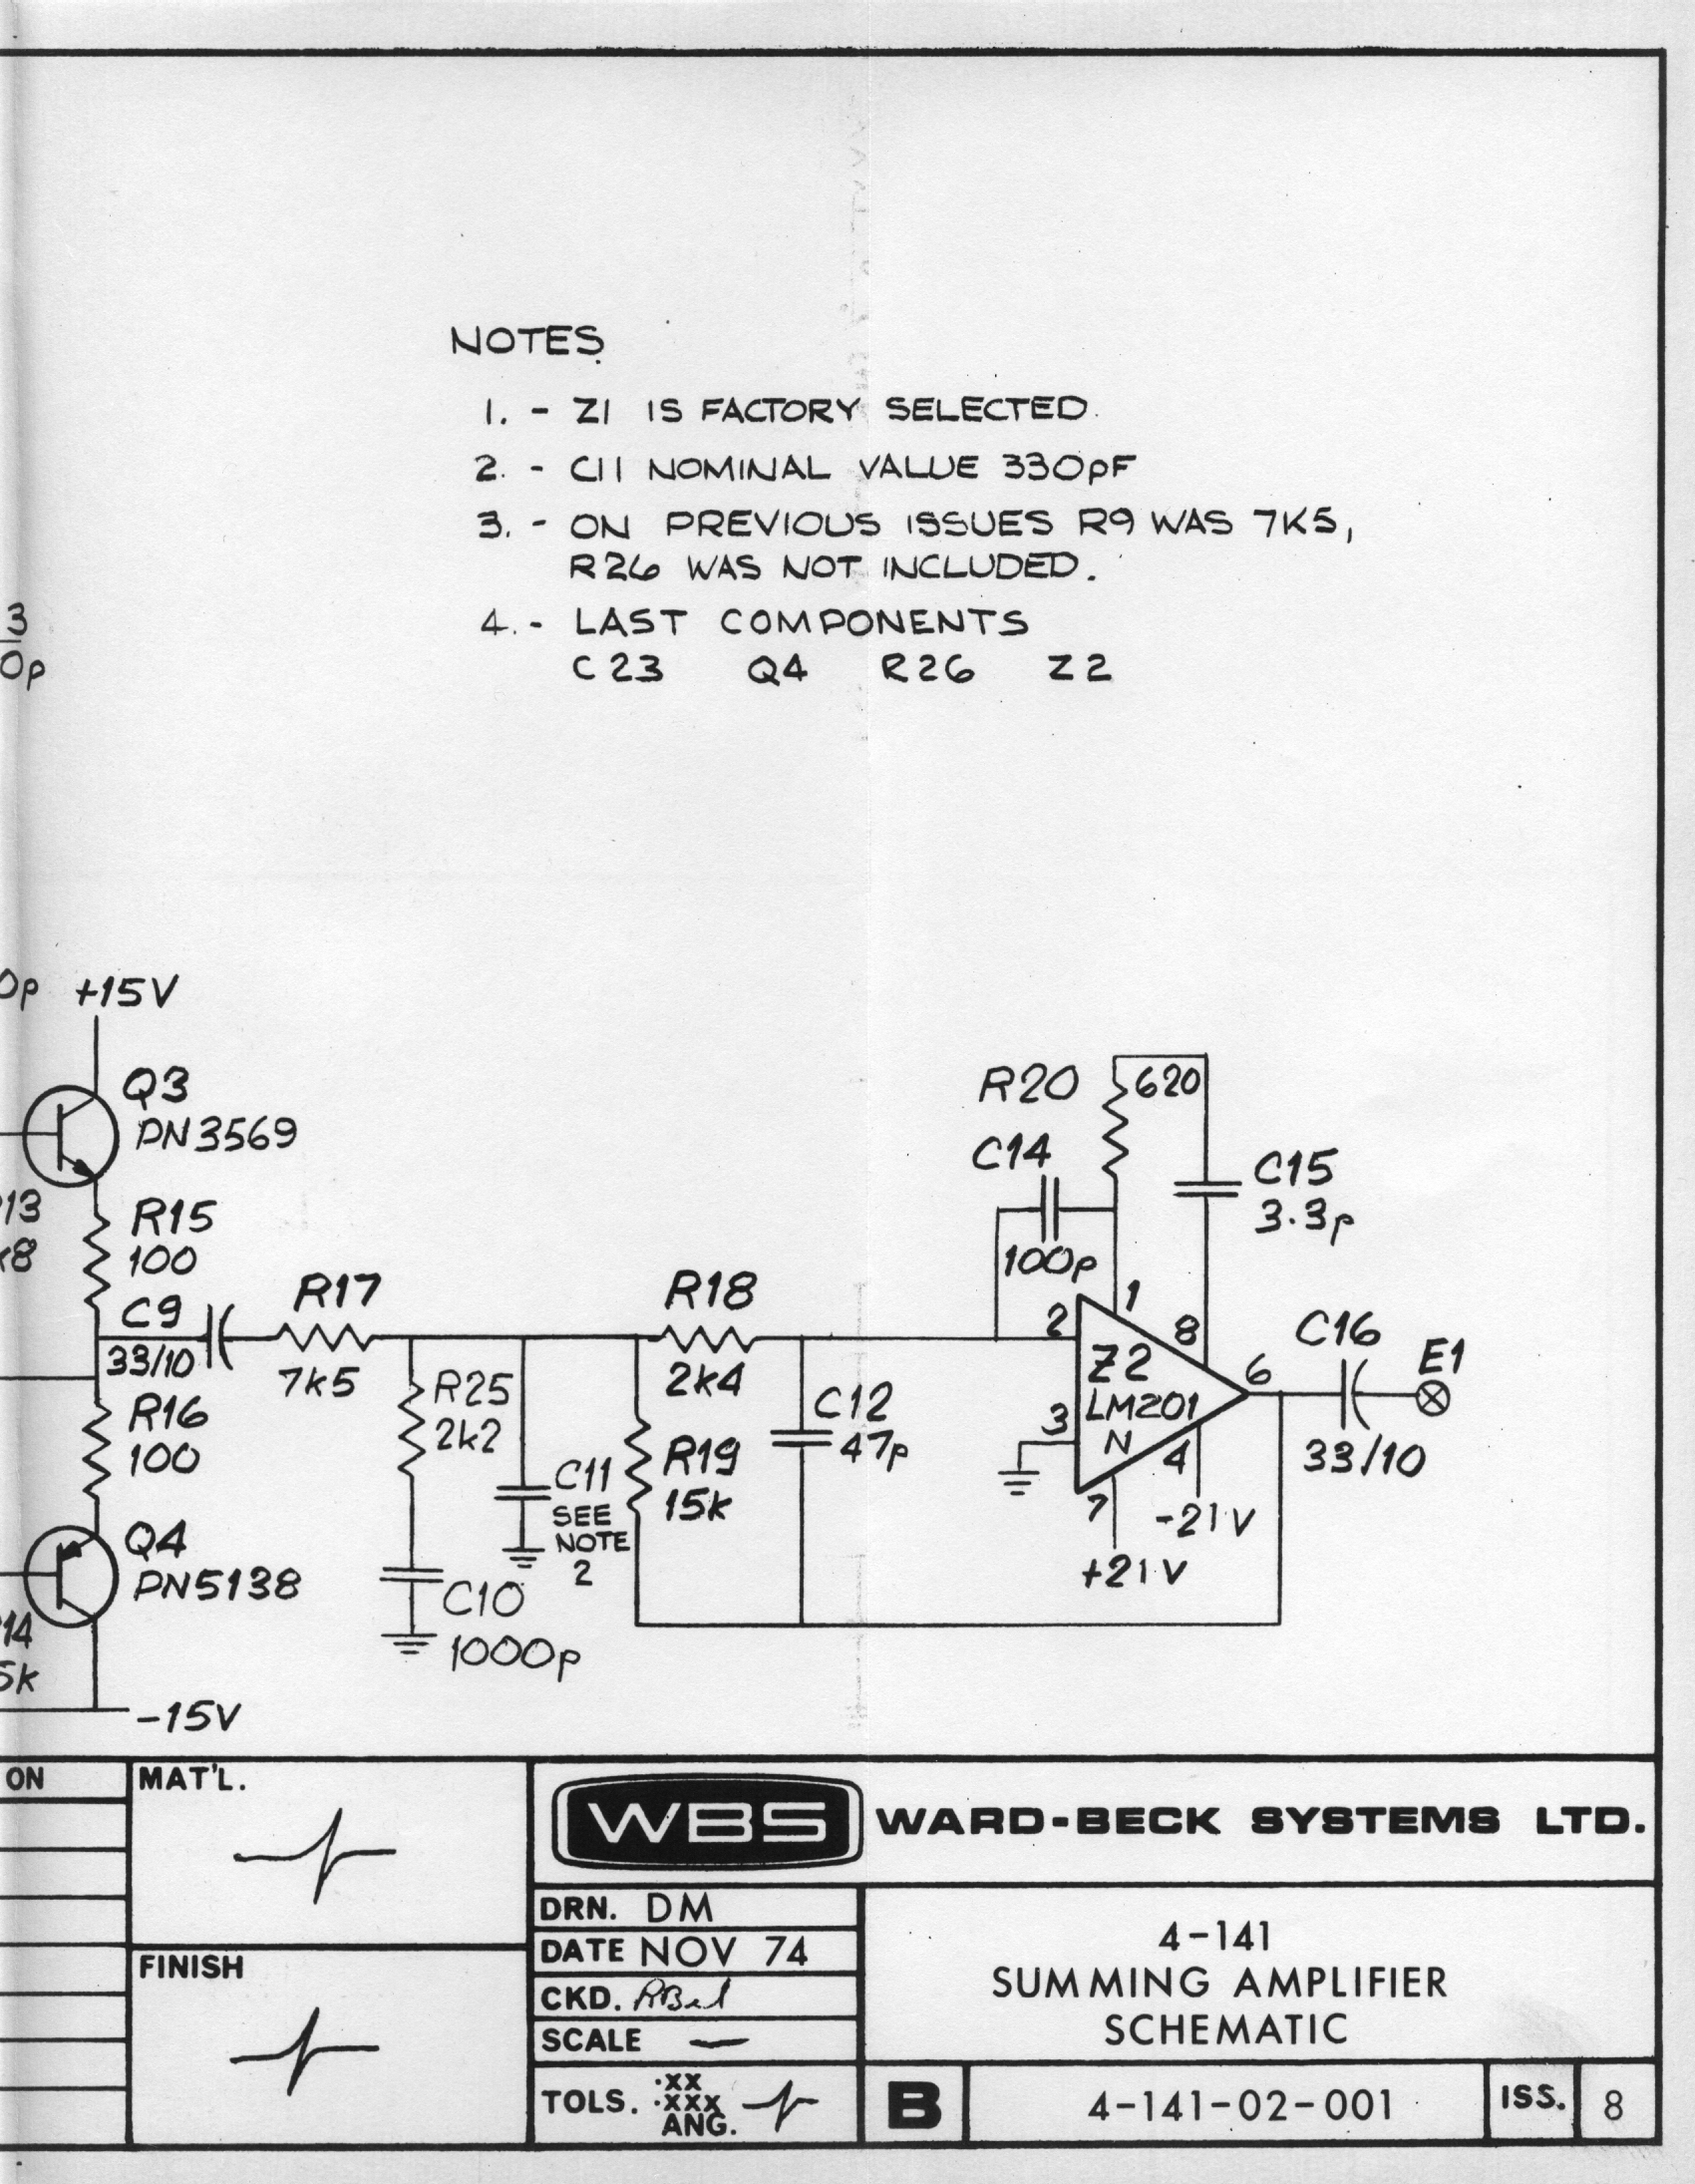 NOTES
1. - Z1 IS FACTORY SELECTED.
2. - C11 NOMINAL VALUE 330pF
3. - ON PREVIOUS ISSUES R9 WAS 7K5,
R26 WAS NOT INCLUDED.
4. - LAST COMPONENTS
C23 Q4 R26 Z2
3
0p
0p +15V
Q3
PN3569
13
k8
R15
100
C9
33/10
R17
7k5
R16
100
Q4
PN5138
14
5k
-15V
R25
2k2
C10
1000p
C11
SEE
NOTE
2
R18
2k4
R19
15k
C12
47p
R20 620
C14
100p
C15
3.3p
2 1 8
Z2
LM201
N
3 4 7 6
-21V
+21V
C16
33/10
E1
ON
MAT'L.
FINISH
WBS WARD-BECK SYSTEMS LTD.
DRN. DM
DATE NOV 74
CKD.
SCALE —
TOLS. .XX
.XXX
ANG.
4-141
SUMMING AMPLIFIER
SCHEMATIC
B 4-141-02-001 ISS. 8